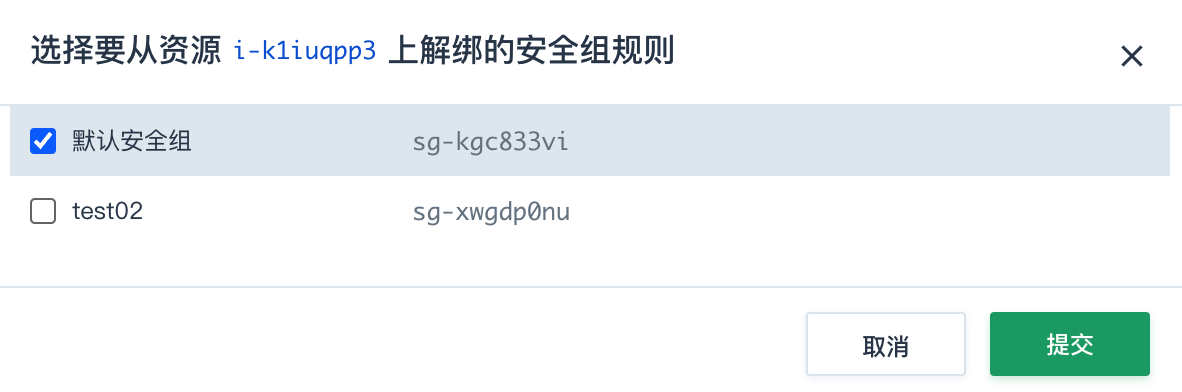 选择要从资源 i-k1iuqpp3 上解绑的安全组规则
默认安全组 sg-kgc833vi
test02 sg-xwgdp0nu
取消 提交